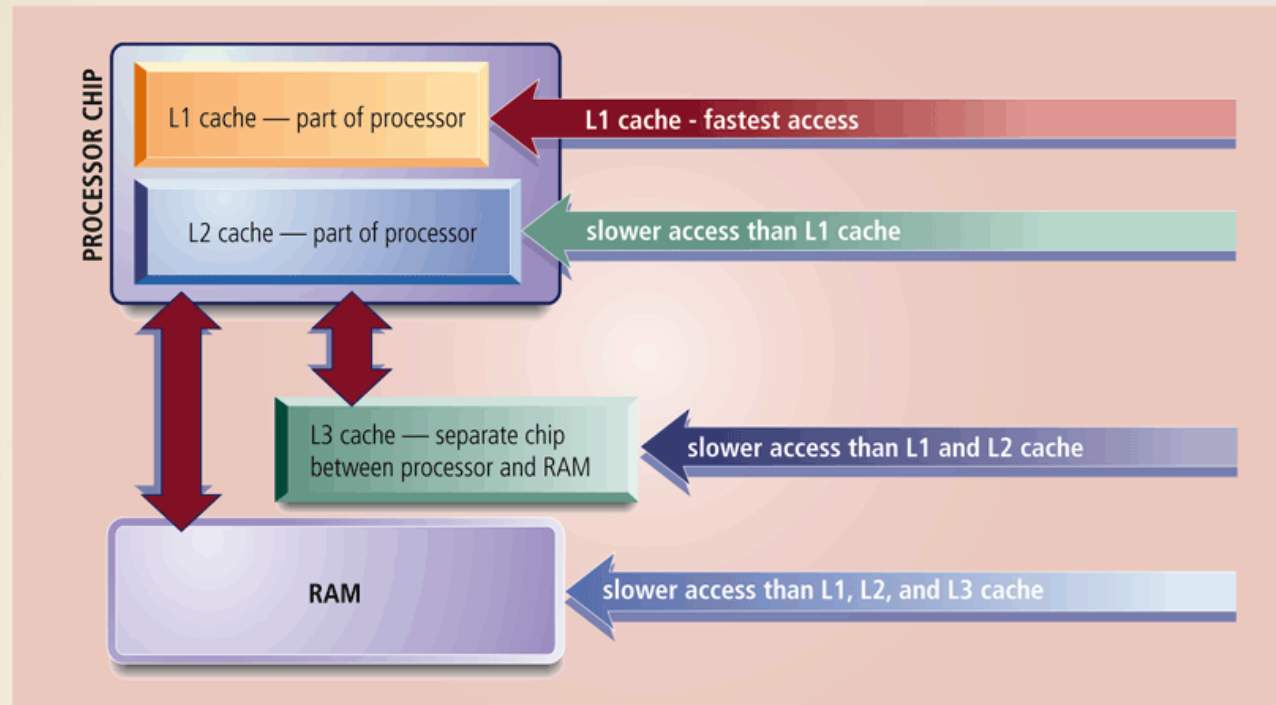 PROCESSOR CHIP
L1 cache — part of processor
L1 cache - fastest access
L2 cache — part of processor
slower access than L1 cache
L3 cache — separate chip
between processor and RAM
slower access than L1 and L2 cache
RAM
slower access than L1, L2, and L3 cache